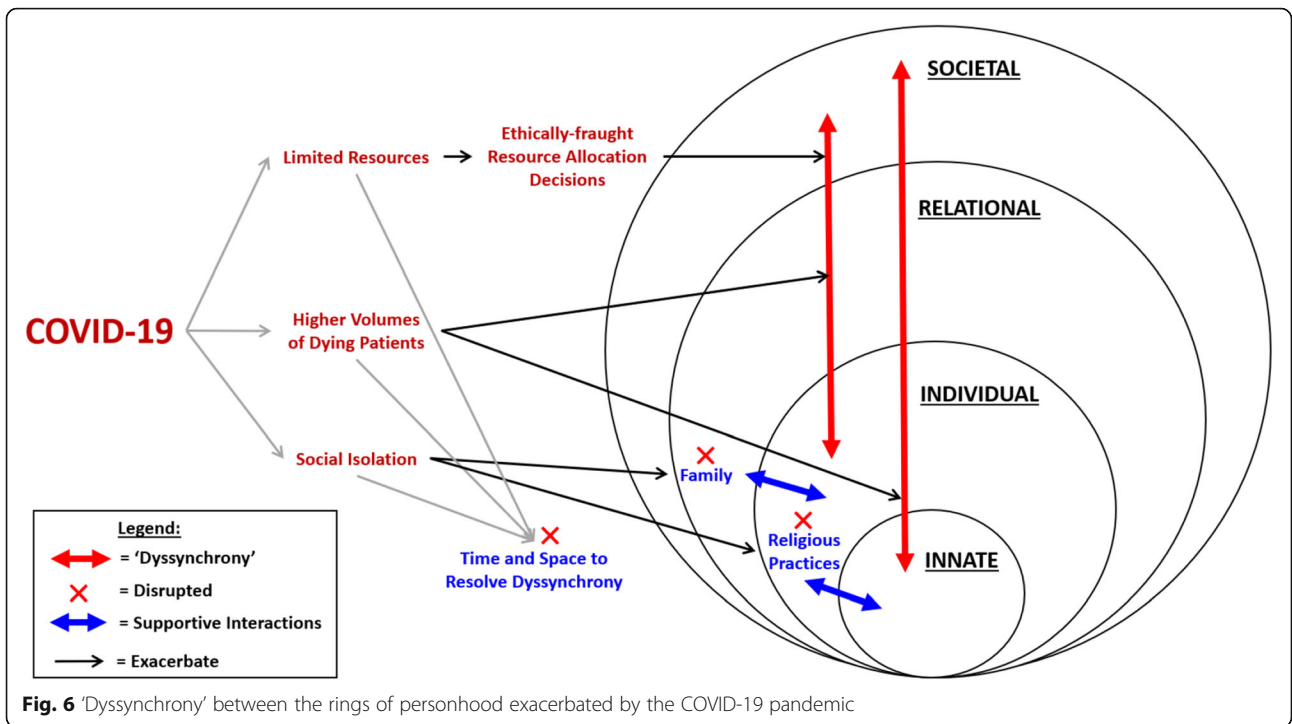 SOCIETAL
Ethically-fraught
Resource Allocation
Decisions
Limited Resources
RELATIONAL
COVID-19
Higher Volumes
of Dying Patients
INDIVIDUAL
Social Isolation
Family
Religious
Practices
INNATE
Time and Space to
Resolve Dyssynchrony
Legend:
= 'Dyssynchrony'
= Disrupted
= Supportive Interactions
= Exacerbate
Fig. 6 'Dyssynchrony' between the rings of personhood exacerbated by the COVID-19 pandemic